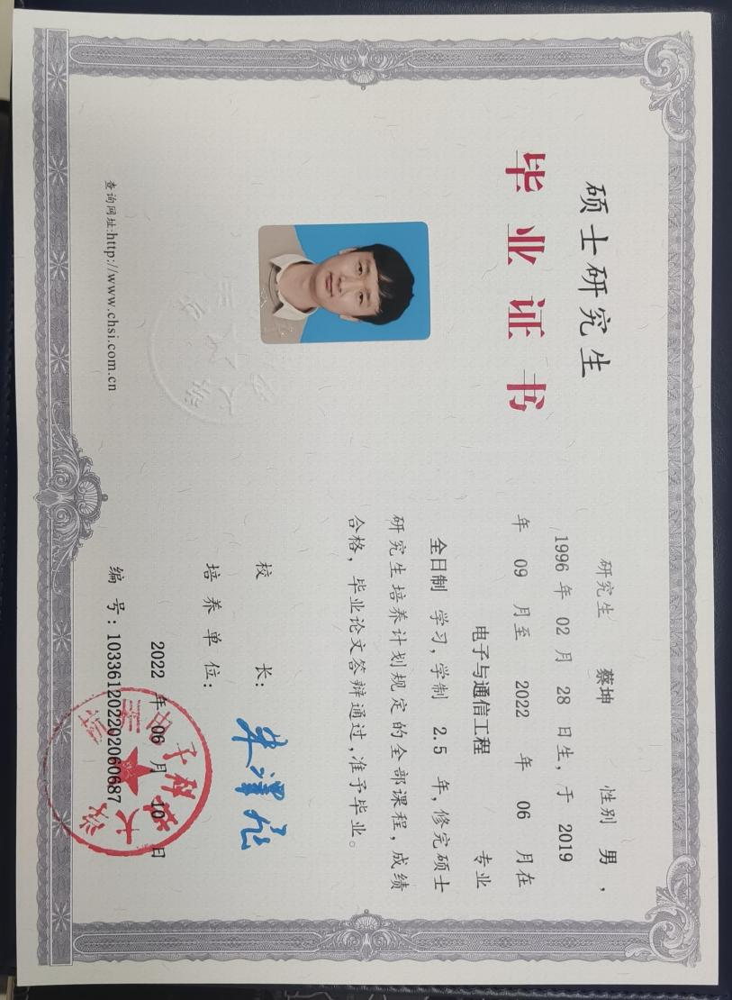 硕士研究生
毕业证书
查询网址:http://www.chsi.com.cn
研究生 蔡坤 性别 男，
1996 年 02 月 28 日生，于 2019
年 09 月至 2022 年 06 月在
电子与通信工程 专业
全日制 学习，学制 2.5 年，修完硕士
研究生培养计划规定的全部课程，成绩
合格，毕业论文答辩通过，准予毕业。
校 长：
培 养 单 位：
2022 年 06 月 10 日
编 号：103361202202060687